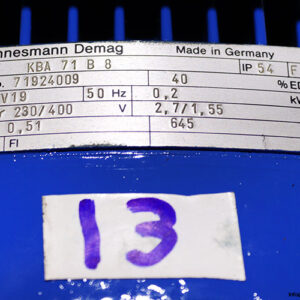 nnesmann Demag Made in Germany
KBA 71 B 8 IP 54 F
o. 71924009 40 %ED
V19 50 Hz 0,2 k
r 230/400 V 2,7/1,55
0,51 645
Fl
13